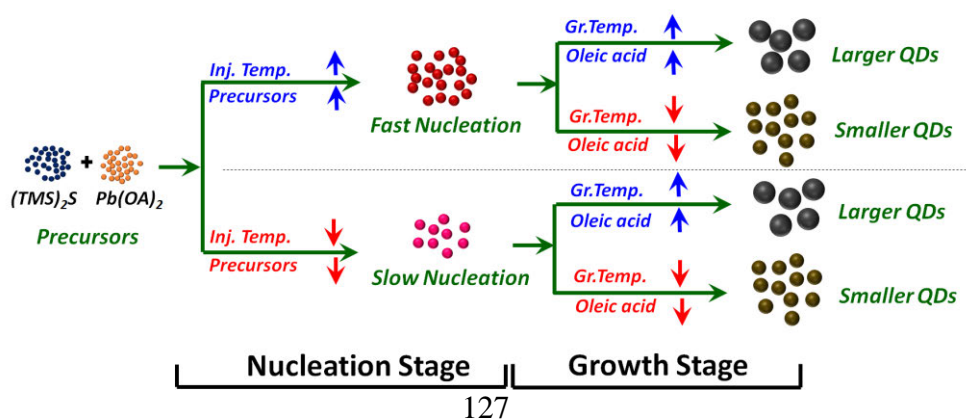 (TMS)2S + Pb(OA)2
Precursors
Inj. Temp.
Precursors
Fast Nucleation
Gr.Temp.
Oleic acid
Larger QDs
Gr.Temp.
Oleic acid
Smaller QDs
Inj. Temp.
Precursors
Slow Nucleation
Gr.Temp.
Oleic acid
Larger QDs
Gr.Temp.
Oleic acid
Smaller QDs
Nucleation Stage
Growth Stage
127